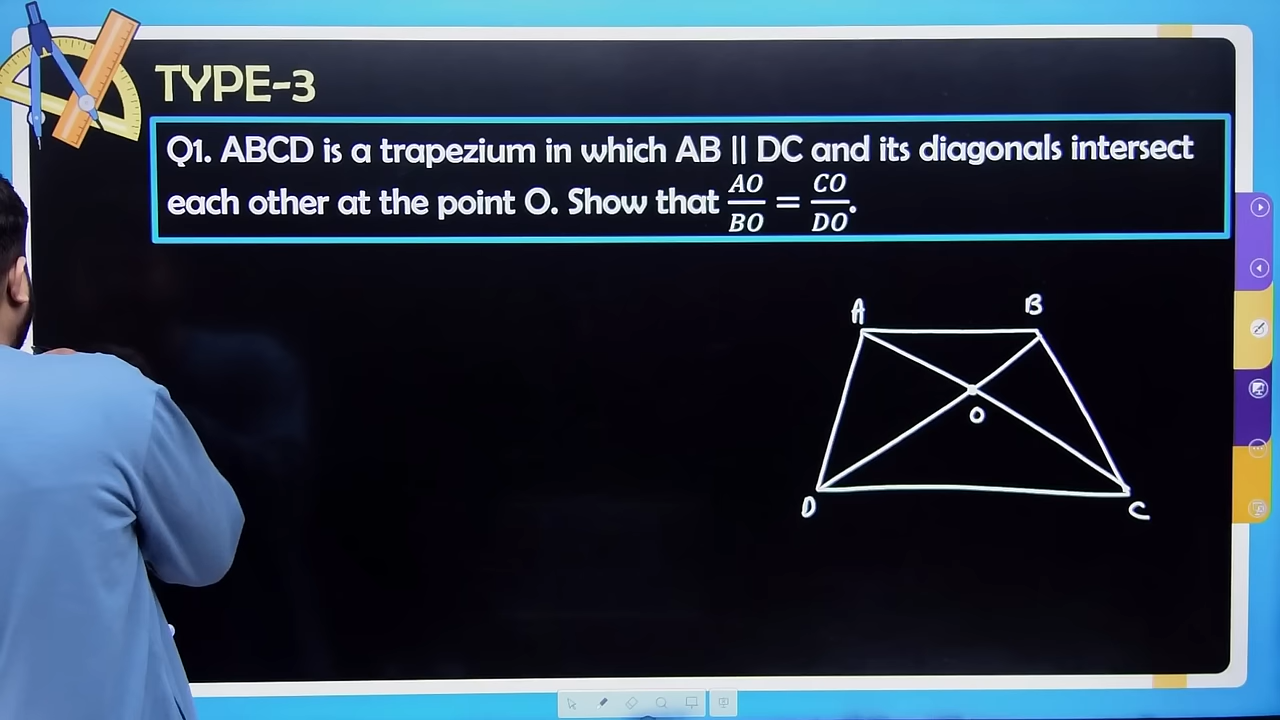 TYPE-3
Q1. ABCD is a trapezium in which AB || DC and its diagonals intersect
each other at the point O. Show that AO/BO = CO/DO.
A B
O
D C